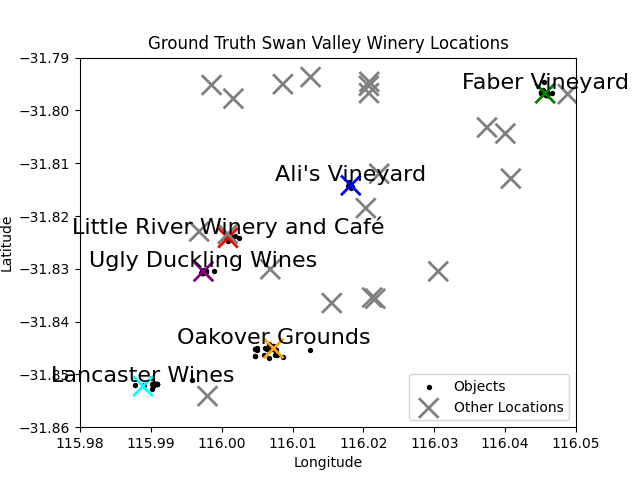 Ground Truth Swan Valley Winery Locations
−31.79
Faber Vineyard
−31.80
−31.81
Ali's Vineyard
−31.82
Little River Winery and Café
Latitude
−31.83
Ugly Duckling Wines
−31.84
Oakover Grounds
−31.85
Lancaster Wines
Objects
Other Locations
−31.86
115.98 115.99 116.00 116.01 116.02 116.03 116.04 116.05
Longitude